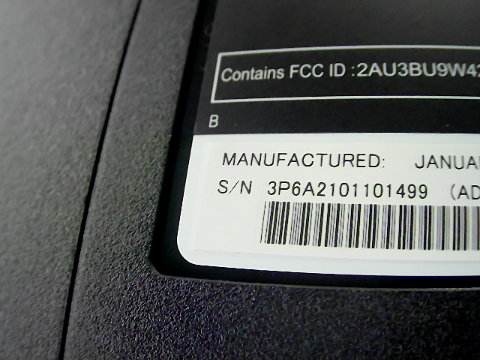 Contains FCC ID :2AU3BU9W42
B
MANUFACTURED: JANUA
S/N 3P6A2101101499 (AD